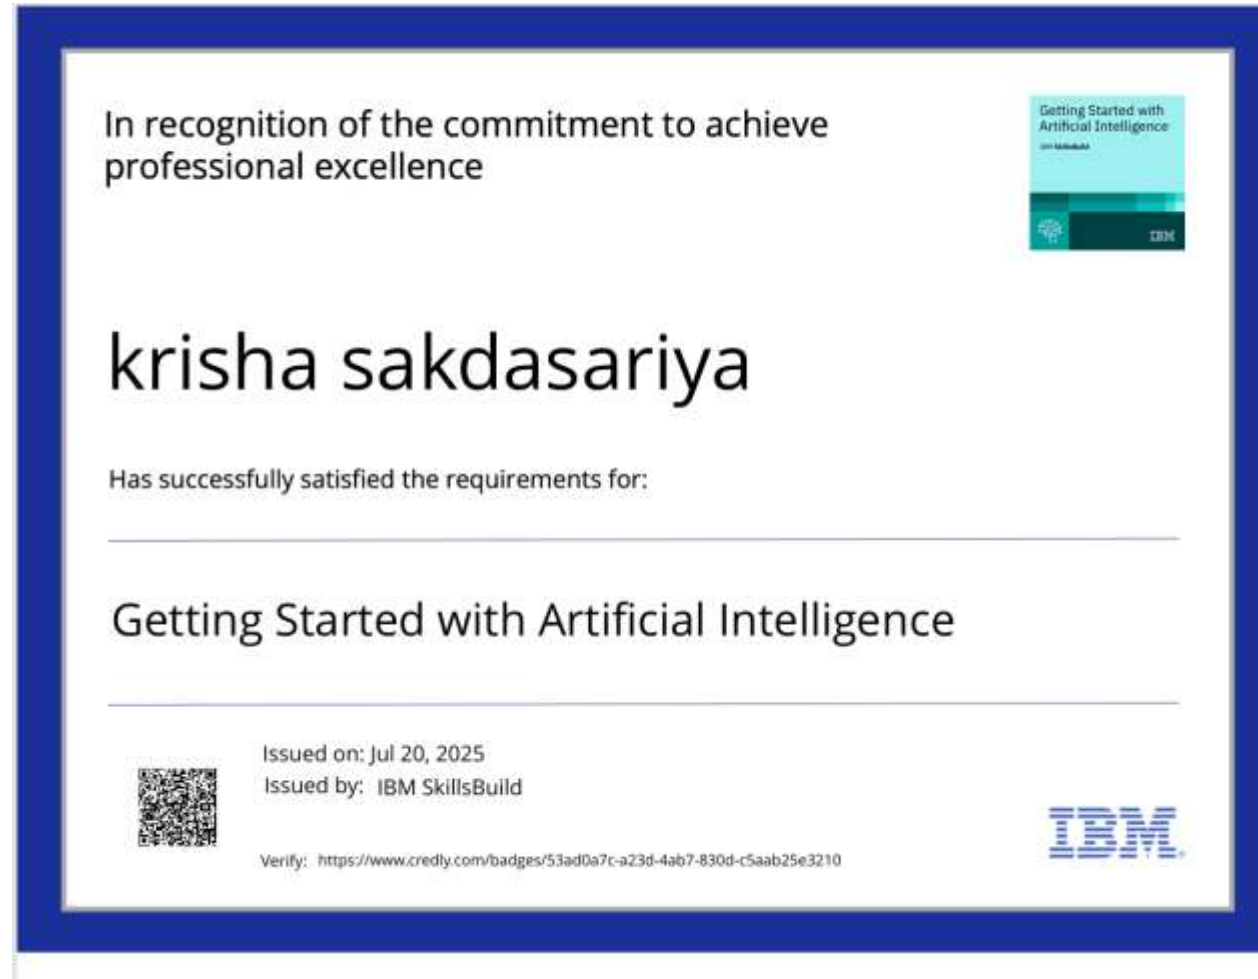 In recognition of the commitment to achieve
professional excellence
Getting Started with
Artificial Intelligence
IBM SkillsBuild
IBM
krisha sakdasariya
Has successfully satisfied the requirements for:
Getting Started with Artificial Intelligence
Issued on: Jul 20, 2025
Issued by: IBM SkillsBuild
Verify: https://www.credly.com/badges/53ad0a7c-a23d-4ab7-830d-c5aab25e3210
IBM